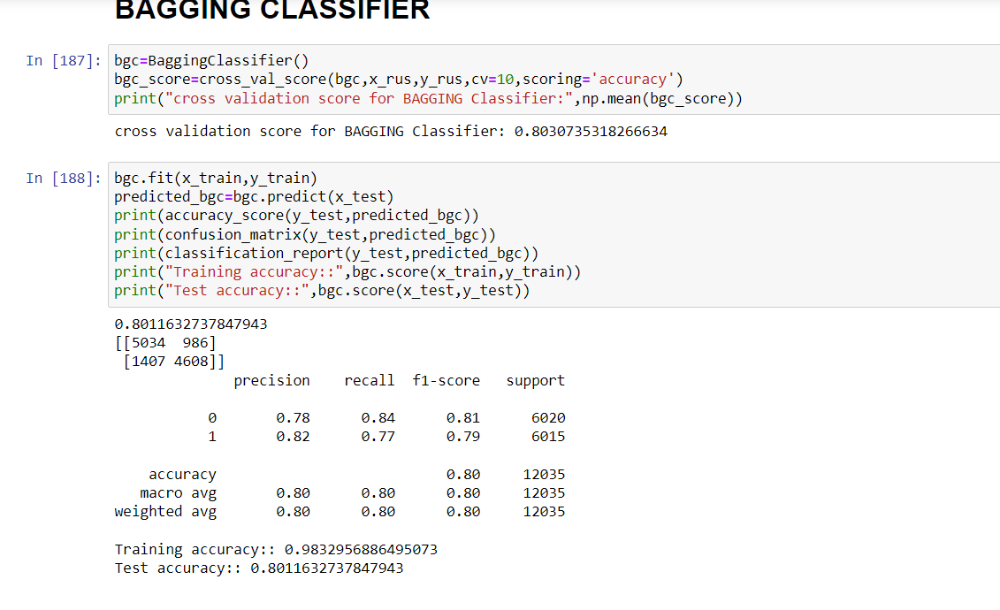 BAGGING CLASSIFIER
In [187]: bgc=BaggingClassifier()
bgc_score=cross_val_score(bgc,x_rus,y_rus,cv=10,scoring='accuracy')
print("cross validation score for BAGGING Classifier:",np.mean(bgc_score))
cross validation score for BAGGING Classifier: 0.8030735318266634
In [188]: bgc.fit(x_train,y_train)
predicted_bgc=bgc.predict(x_test)
print(accuracy_score(y_test,predicted_bgc))
print(confusion_matrix(y_test,predicted_bgc))
print(classification_report(y_test,predicted_bgc))
print("Training accuracy::",bgc.score(x_train,y_train))
print("Test accuracy::",bgc.score(x_test,y_test))
0.8011632737847943
[[5034  986]
 [1407 4608]]
              precision    recall  f1-score   support
           0       0.78      0.84      0.81      6020
           1       0.82      0.77      0.79      6015
    accuracy                           0.80     12035
   macro avg       0.80      0.80      0.80     12035
weighted avg       0.80      0.80      0.80     12035
Training accuracy:: 0.9832956886495073
Test accuracy:: 0.8011632737847943